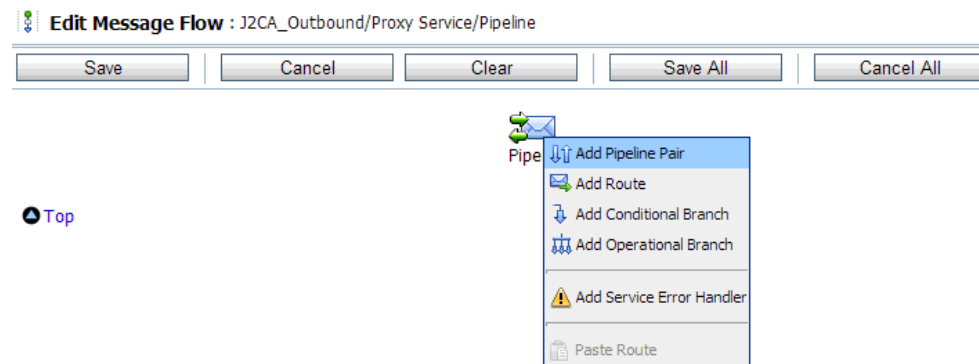 Edit Message Flow : J2CA_Outbound/Proxy Service/Pipeline
Save Cancel Clear Save All Cancel All
Pipe
Add Pipeline Pair
Add Route
Top
Add Conditional Branch
Add Operational Branch
Add Service Error Handler
Paste Route